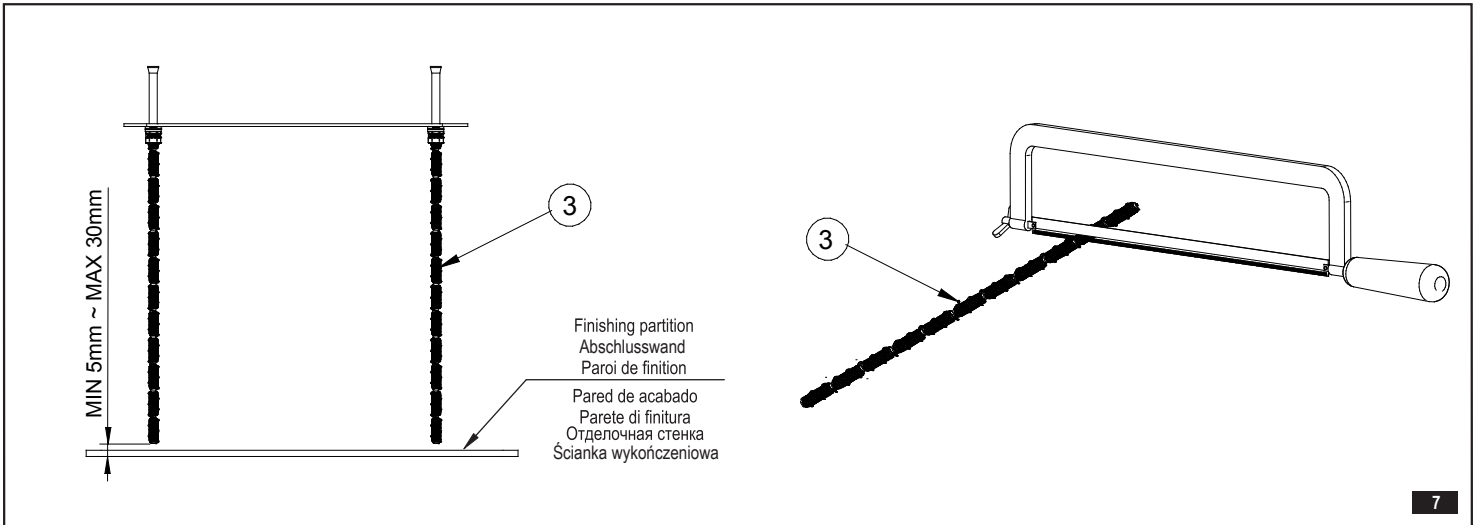 MIN 5mm ~ MAX 30mm
3
Finishing partition
Abschlusswand
Paroi de finition
Pared de acabado
Parete di finitura
Отделочная стенка
Ścianka wykończeniowa
3
7